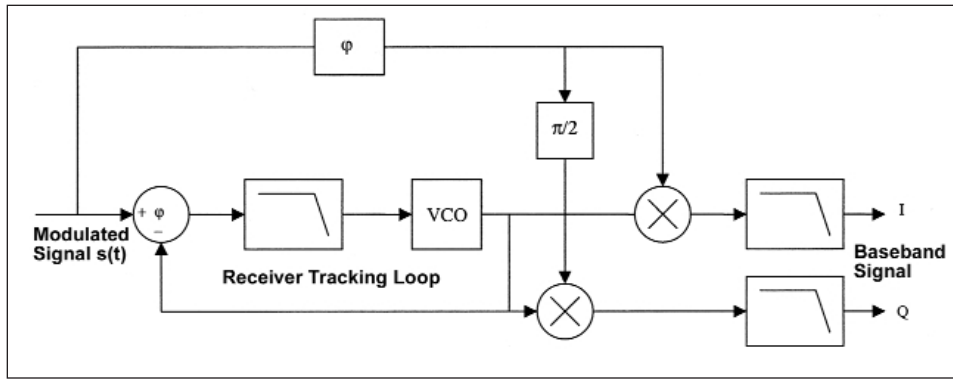 φ
π/2
+ φ
−
VCO
I
Modulated
Signal s(t)
Receiver Tracking Loop
Baseband
Signal
Q